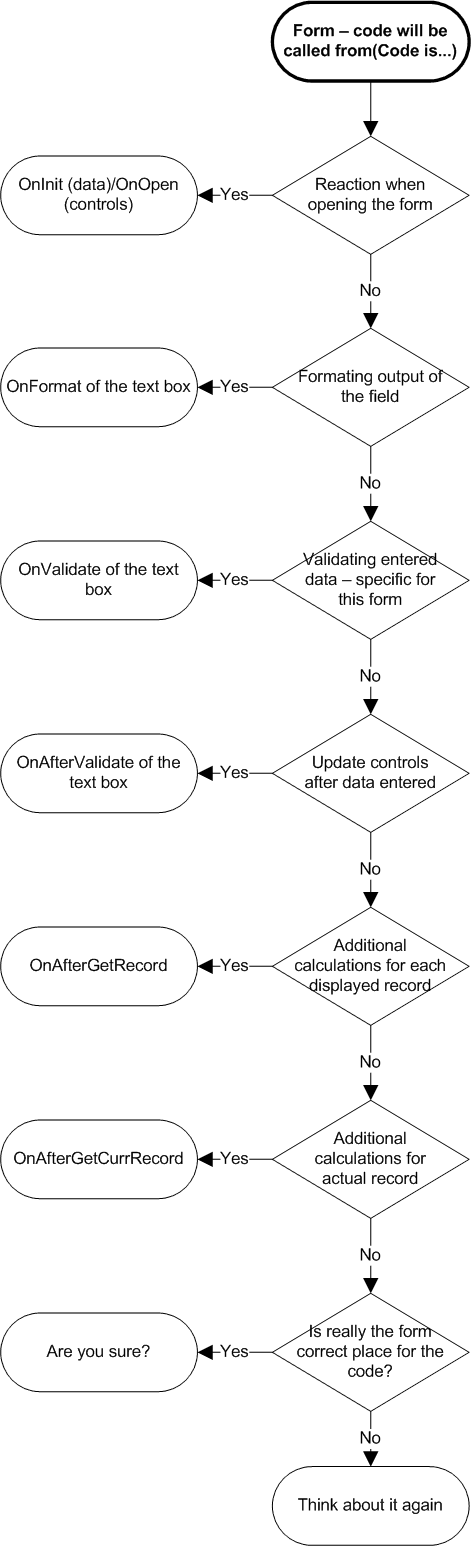 Form – code will be
called from(Code is...)
Reaction when
opening the form
Yes
OnInit (data)/OnOpen
(controls)
No
Formating output of
the field
Yes
OnFormat of the text box
No
Validating entered
data – specific for
this form
Yes
OnValidate of the text
box
No
Update controls
after data entered
Yes
OnAfterValidate of the
text box
No
Additional
calculations for each
displayed record
Yes
OnAfterGetRecord
No
Additional
calculations for
actual record
Yes
OnAfterGetCurrRecord
No
Is really the form
correct place for the
code?
Yes
Are you sure?
No
Think about it again